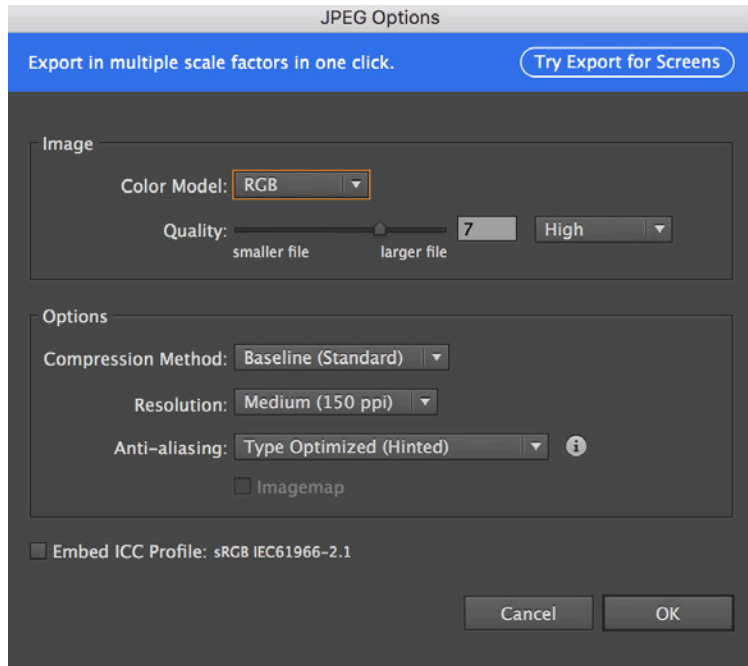 JPEG Options
Export in multiple scale factors in one click. Try Export for Screens
Image
Color Model: RGB
Quality: 7 High
smaller file larger file
Options
Compression Method: Baseline (Standard)
Resolution: Medium (150 ppi)
Anti-aliasing: Type Optimized (Hinted)
Imagemap
Embed ICC Profile: sRGB IEC61966-2.1
Cancel OK